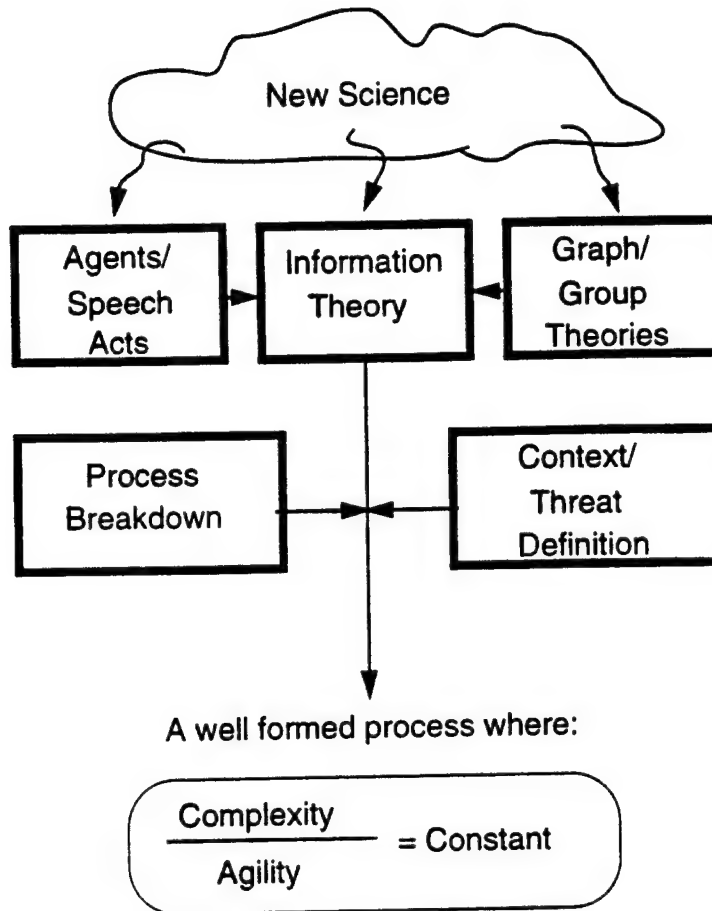 New Science
Agents/
Speech
Acts
Information
Theory
Graph/
Group
Theories
Process
Breakdown
Context/
Threat
Definition
A well formed process where:
Complexity
Agility
= Constant